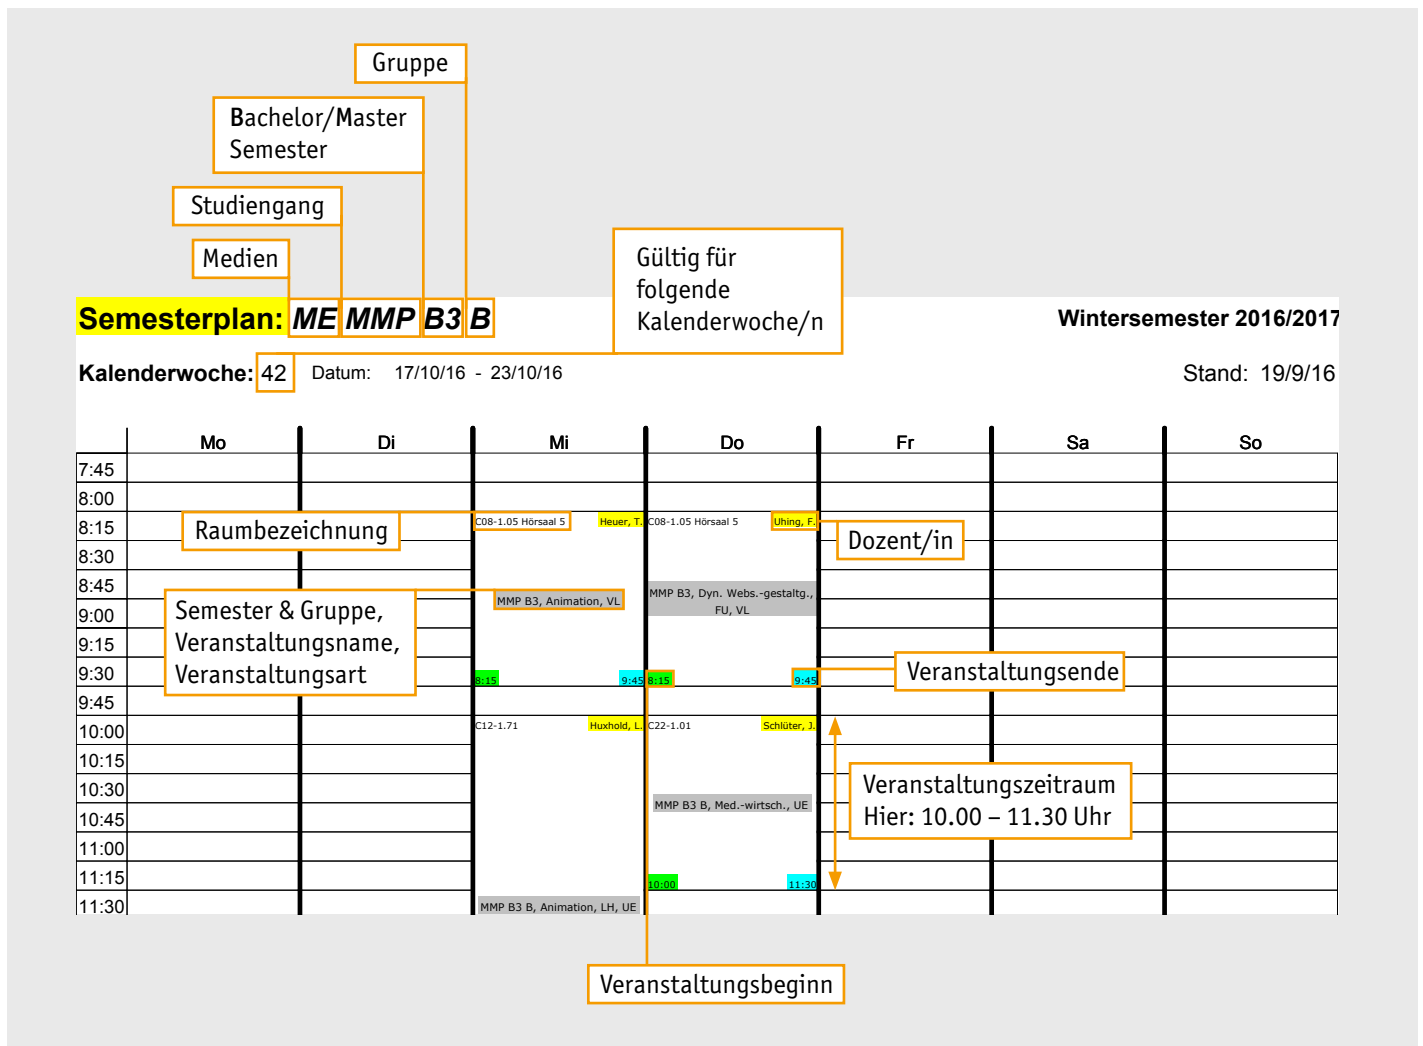 Gruppe
Bachelor/Master
Semester
Studiengang
Medien
Gültig für
folgende
Kalenderwoche/n
Semesterplan: ME MMP B3 B
Wintersemester 2016/2017
Kalenderwoche: 42 Datum: 17/10/16 - 23/10/16
Stand: 19/9/16
Mo Di Mi Do Fr Sa So
7:45
8:00
8:15
8:30
8:45
9:00
9:15
9:30
9:45
10:00
10:15
10:30
10:45
11:00
11:15
11:30
Raumbezeichnung
C08-1.05 Hörsaal 5 Heuer, T.
C08-1.05 Hörsaal 5 Uhing, F.
Dozent/in
Semester & Gruppe,
Veranstaltungsname,
Veranstaltungsart
MMP B3, Animation, VL
MMP B3, Dyn. Webs.-gestaltg.,
FU, VL
8:15 9:45
8:15 9:45
Veranstaltungsende
C12-1.71 Huxhold, L.
C22-1.01 Schlüter, J.
MMP B3 B, Med.-wirtsch., UE
Veranstaltungszeitraum
Hier: 10.00 – 11.30 Uhr
10:00 11:30
MMP B3 B, Animation, LH, UE
Veranstaltungsbeginn